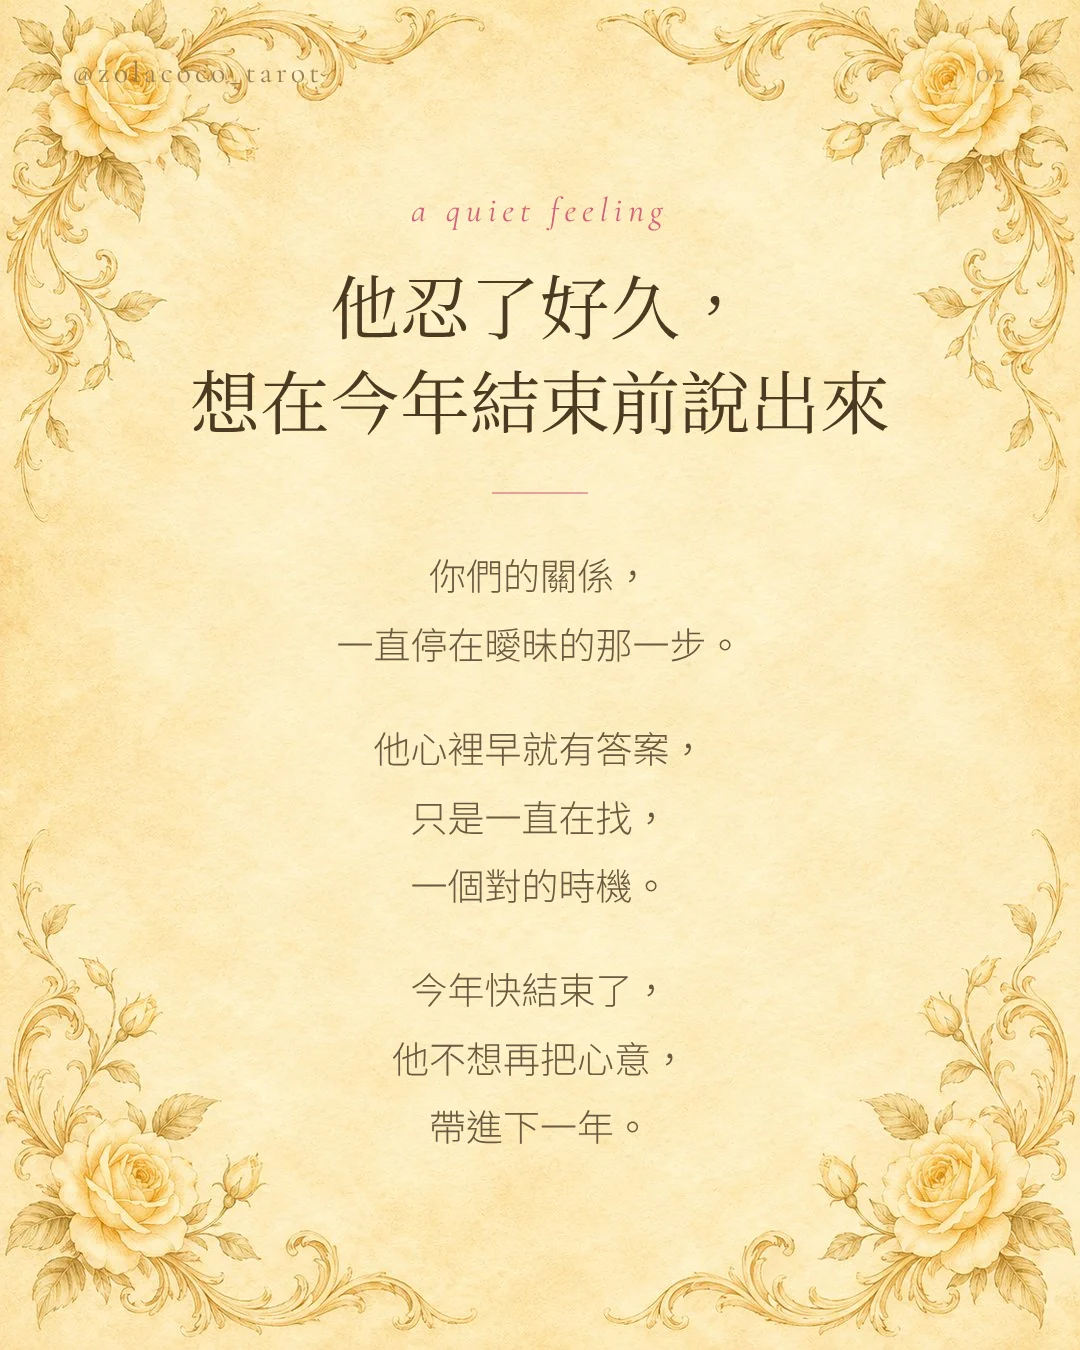 @zolacoco_tarot
02
a quiet feeling
他忍了好久，
想在今年結束前說出來
你們的關係，
一直停在曖昧的那一步。
他心裡早就有答案，
只是一直在找，
一個對的時機。
今年快結束了，
他不想再把心意，
帶進下一年。